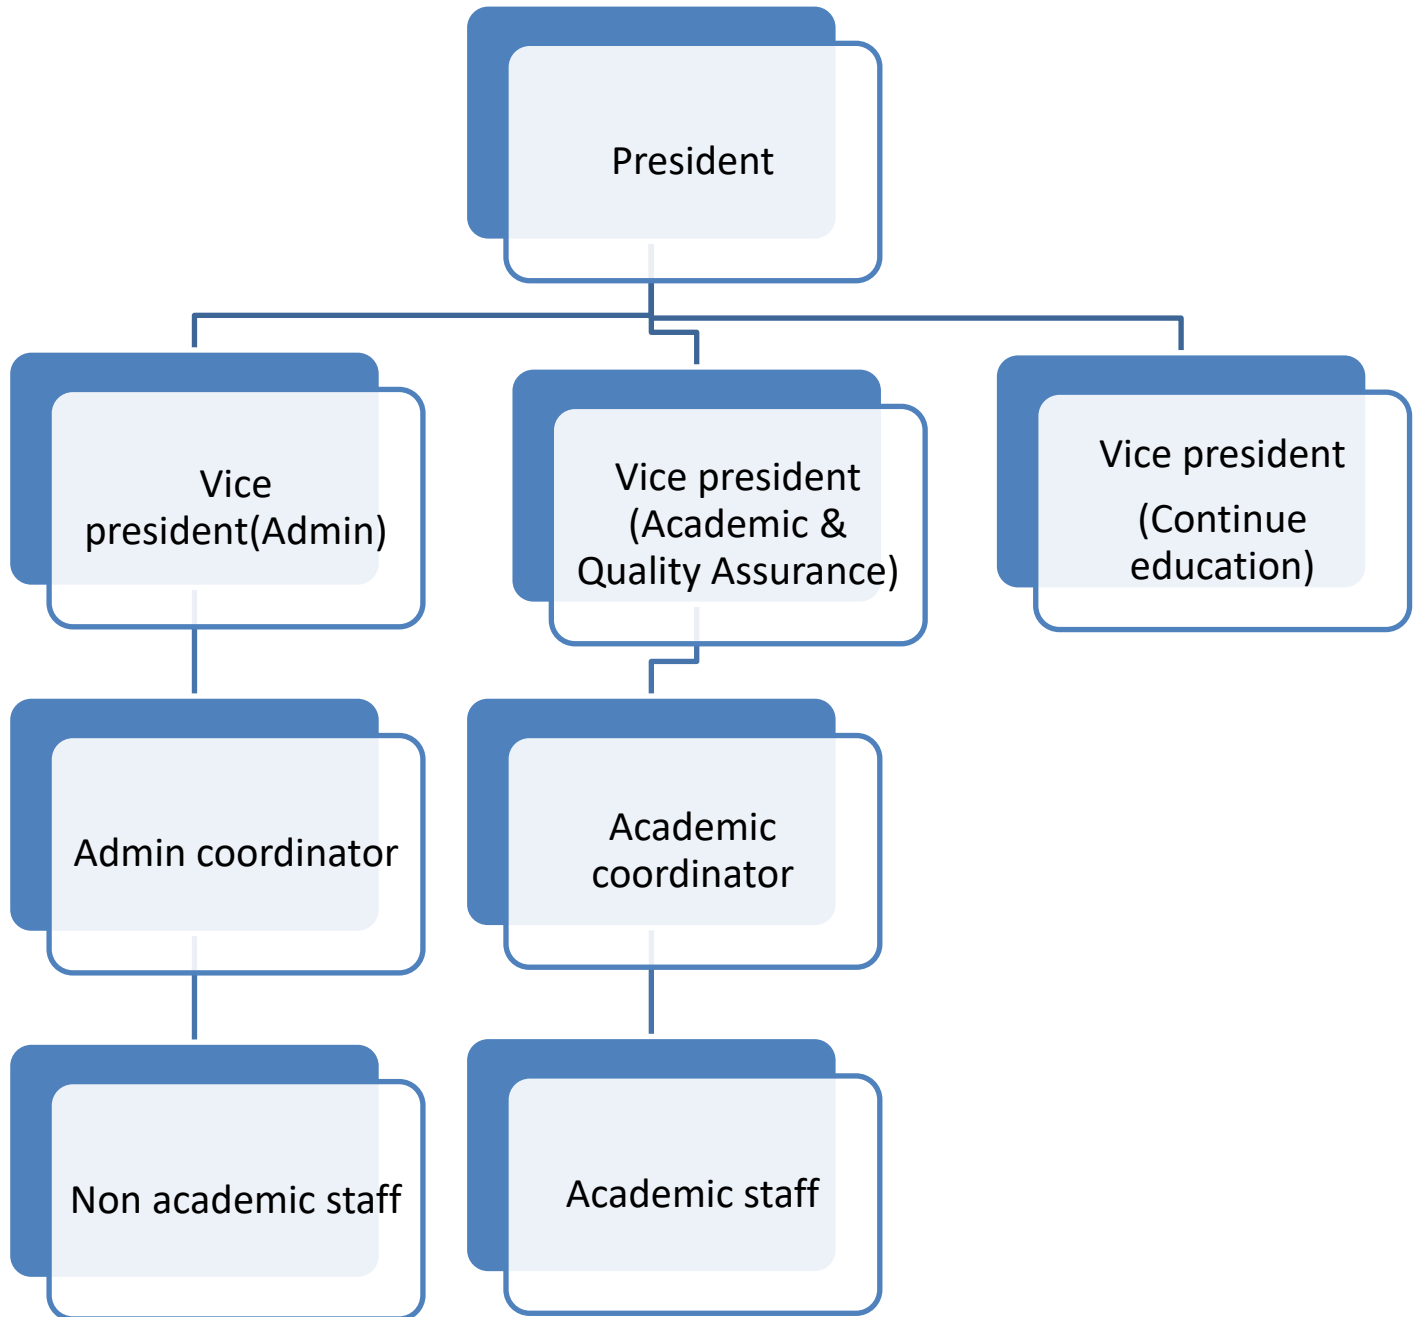 President
Vice
president(Admin)
Vice president
(Academic &
Quality Assurance)
Vice president
(Continue
education)
Admin coordinator
Academic
coordinator
Non academic staff
Academic staff